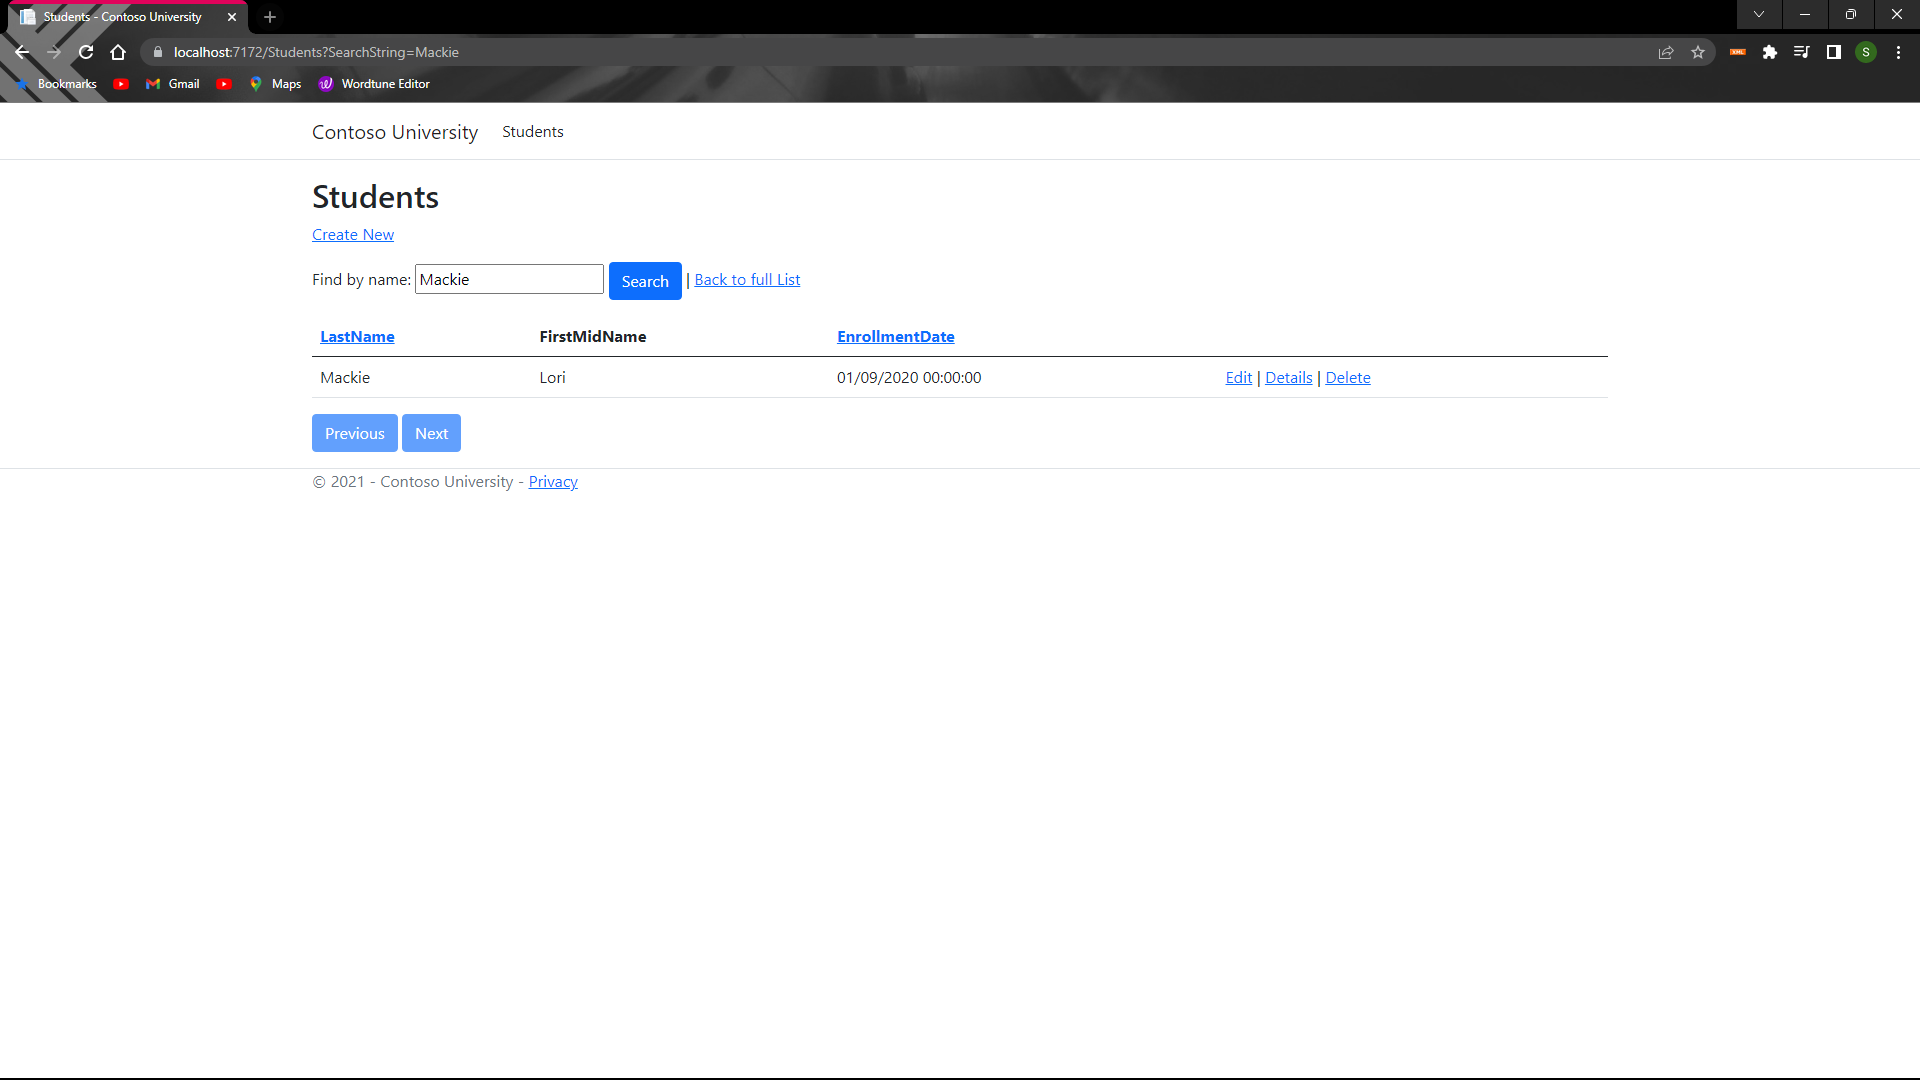 Students - Contoso University
localhost:7172/Students?SearchString=Mackie
S
Bookmarks Gmail Maps Wordtune Editor
Contoso University Students
Students
Create New
Find by name: Mackie Search | Back to full List
LastName FirstMidName EnrollmentDate
Mackie Lori 01/09/2020 00:00:00 Edit | Details | Delete
Previous Next
© 2021 - Contoso University - Privacy